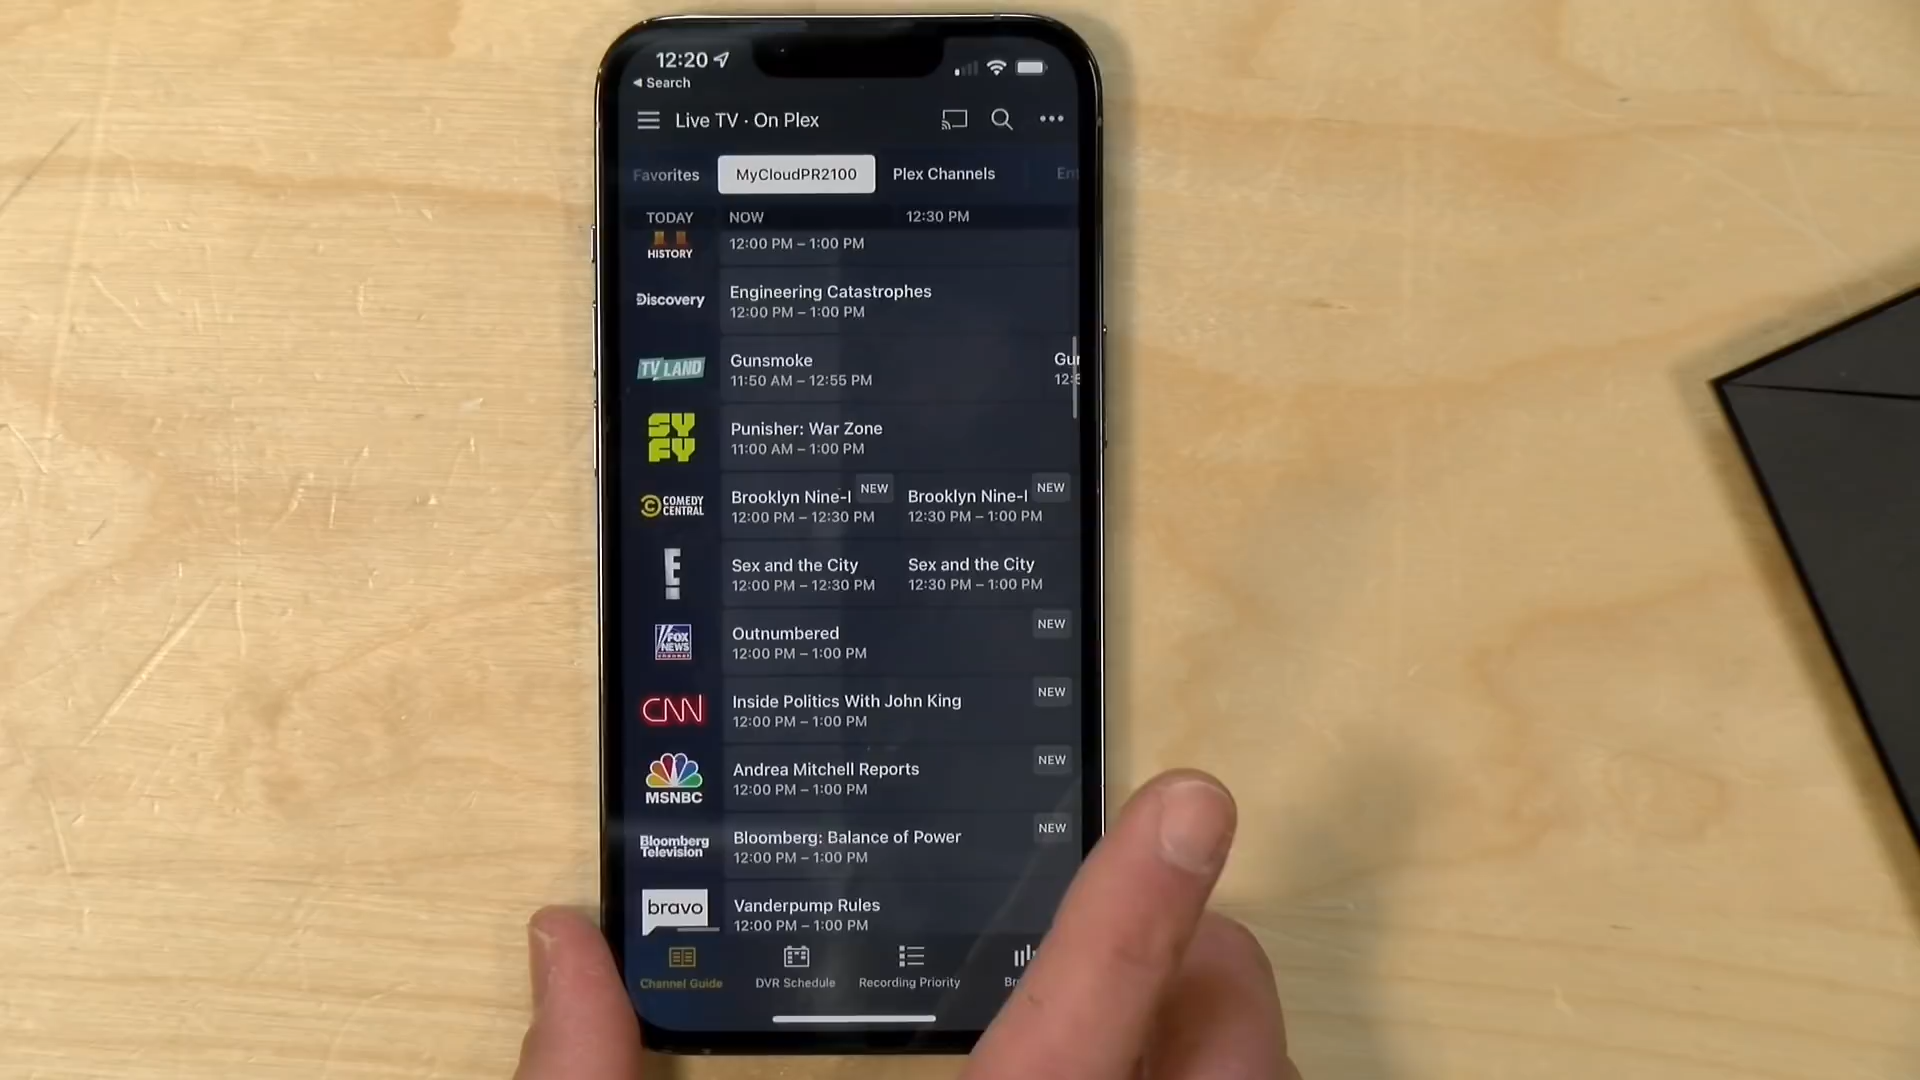 12:20
Search
Live TV · On Plex
Favorites MyCloudPR2100 Plex Channels
TODAY NOW 12:30 PM
HISTORY 12:00 PM – 1:00 PM
Discovery Engineering Catastrophes
12:00 PM – 1:00 PM
TV LAND Gunsmoke
11:50 AM – 12:55 PM
SYFY Punisher: War Zone
11:00 AM – 1:00 PM
COMEDY CENTRAL Brooklyn Nine- NEW Brooklyn Nine- NEW
12:00 PM – 12:30 PM 12:30 PM – 1:00 PM
E! Sex and the City Sex and the City
12:00 PM – 12:30 PM 12:30 PM – 1:00 PM
FOX NEWS channel Outnumbered NEW
12:00 PM – 1:00 PM
CNN Inside Politics With John King NEW
12:00 PM – 1:00 PM
MSNBC Andrea Mitchell Reports NEW
12:00 PM – 1:00 PM
Bloomberg Television Bloomberg: Balance of Power NEW
12:00 PM – 1:00 PM
bravo Vanderpump Rules
12:00 PM – 1:00 PM
Channel Guide DVR Schedule Recording Priority